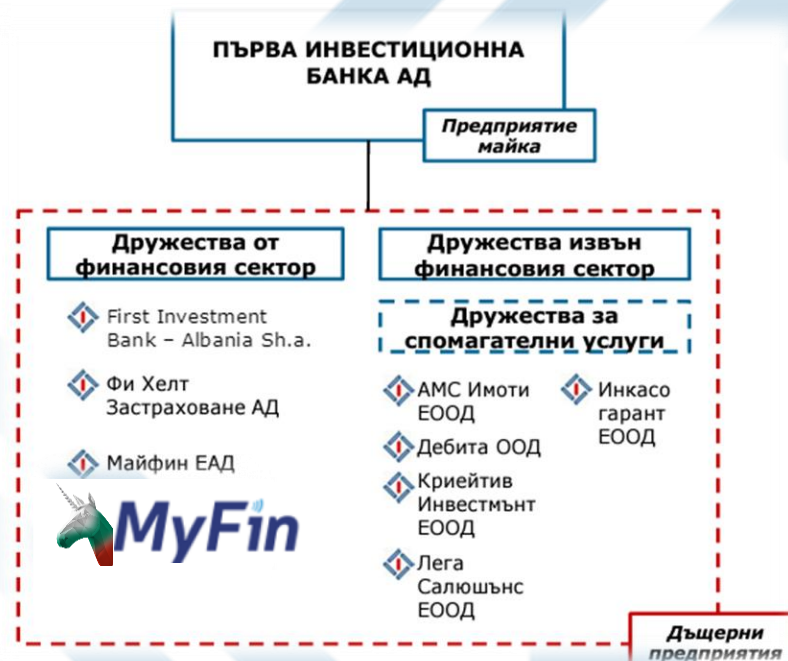 ПЪРВА ИНВЕСТИЦИОННА
БАНКА АД
Предприятие
майка
Дружества от
финансовия сектор
First Investment
Bank – Albania Sh.a.
Фи Хелт
Застраховане АД
Майфин ЕАД
MyFin
Дружества извън
финансовия сектор
Дружества за
спомагателни услуги
АМС Имоти
ЕООД
Дебита ООД
Криейтив
Инвестмънт
ЕООД
Лега
Салюшънс
ЕООД
Инкасо
гарант
ЕООД
Дъщерни
предприятия